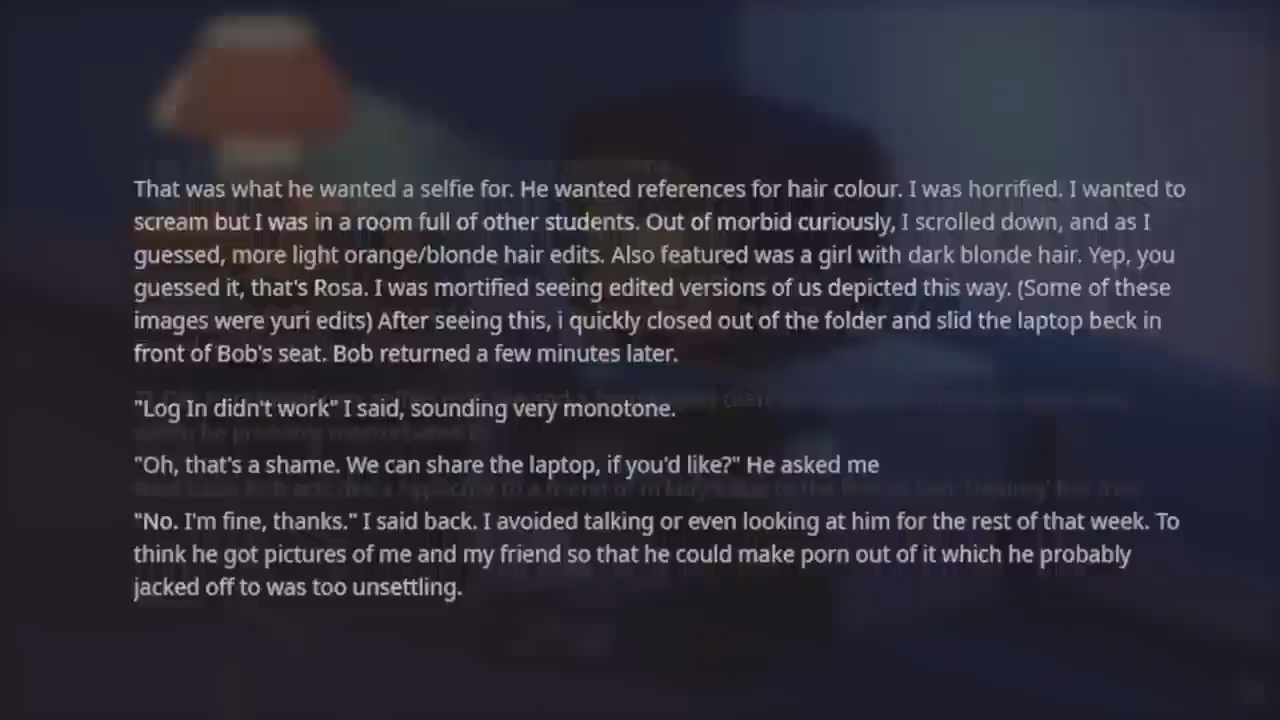 That was what he wanted a selfie for. He wanted references for hair colour. I was horrified. I wanted to
scream but I was in a room full of other students. Out of morbid curiously, I scrolled down, and as I
guessed, more light orange/blonde hair edits. Also featured was a girl with dark blonde hair. Yep, you
guessed it, that's Rosa. I was mortified seeing edited versions of us depicted this way. (Some of these
images were yuri edits) After seeing this, i quickly closed out of the folder and slid the laptop beck in
front of Bob's seat. Bob returned a few minutes later.
"Log In didn't work" I said, sounding very monotone.
"Oh, that's a shame. We can share the laptop, if you'd like?" He asked me
"No. I'm fine, thanks." I said back. I avoided talking or even looking at him for the rest of that week. To
think he got pictures of me and my friend so that he could make porn out of it which he probably
jacked off to was too unsettling.